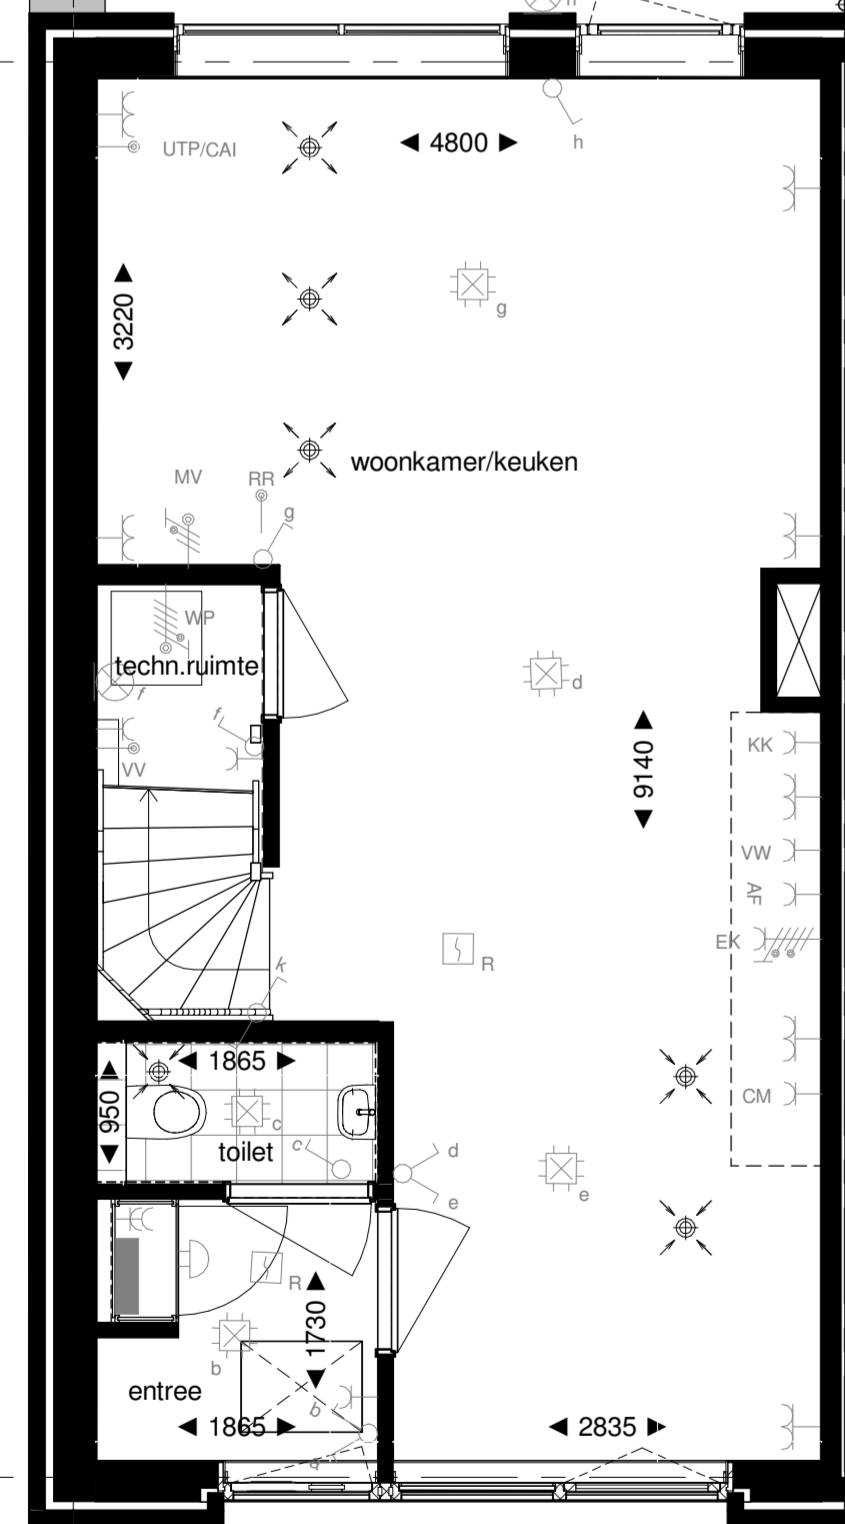 h
h
UTP/CAI
4800
g
3220
woonkamer/keuken
MV
RR
g
WP
techn.ruimte
f
d
f
KK
9140
VV
VW
AF
EK
R
k
1865
CM
950
c
toilet
c
d
e
e
R
1730
b
entree
b
1865
2835
a